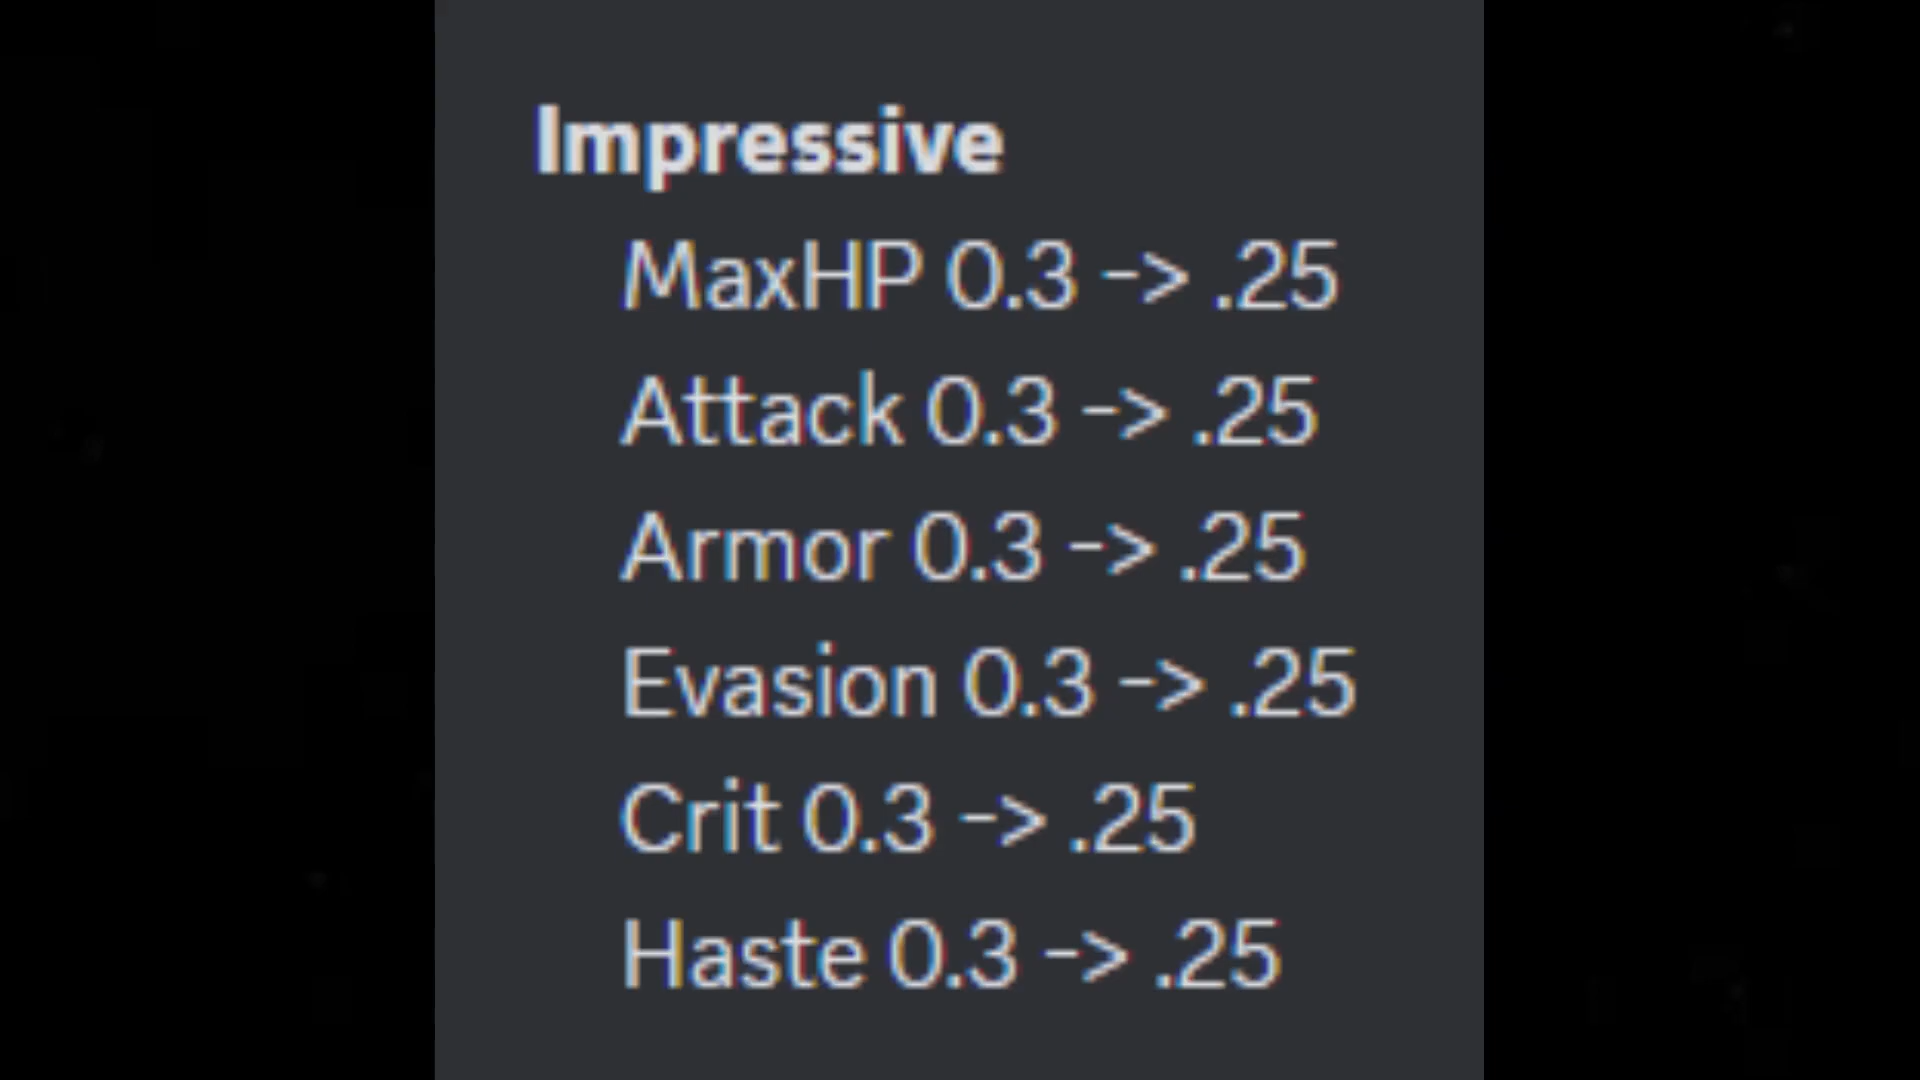 Impressive
MaxHP 0.3 -> .25
Attack 0.3 -> .25
Armor 0.3 -> .25
Evasion 0.3 -> .25
Crit 0.3 -> .25
Haste 0.3 -> .25